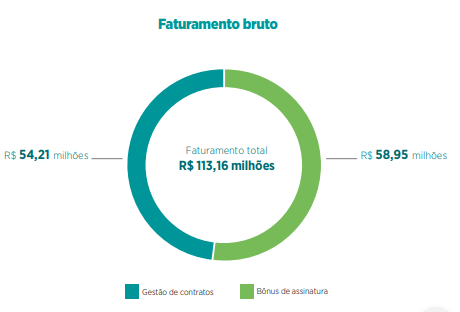 Faturamento bruto
Faturamento total
R$ 113,16 milhões
R$ 54,21 milhões
R$ 58,95 milhões
Gestão de contratos
Bônus de assinatura